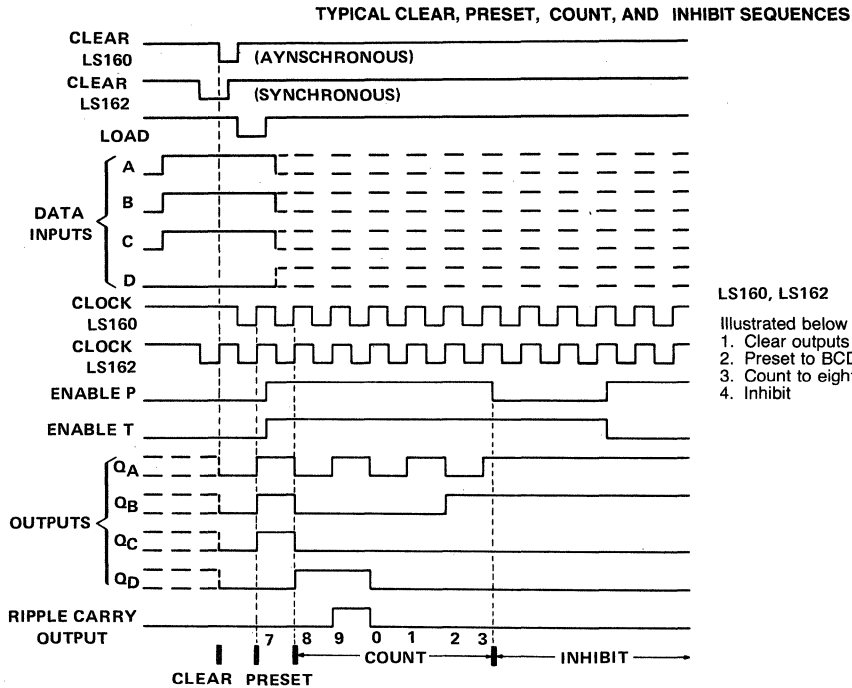 TYPICAL CLEAR, PRESET, COUNT, AND INHIBIT SEQUENCES
CLEAR
LS160
(AYNSCHRONOUS)
CLEAR
LS162
(SYNCHRONOUS)
LOAD
DATA
INPUTS
A
B
C
D
CLOCK
LS160
CLOCK
LS162
ENABLE P
ENABLE T
OUTPUTS
QA
QB
QC
QD
RIPPLE CARRY
OUTPUT
7 8 9 0 1 2 3
COUNT
INHIBIT
CLEAR PRESET
LS160, LS162
Illustrated below
1. Clear outputs
2. Preset to BCD
3. Count to eight
4. Inhibit